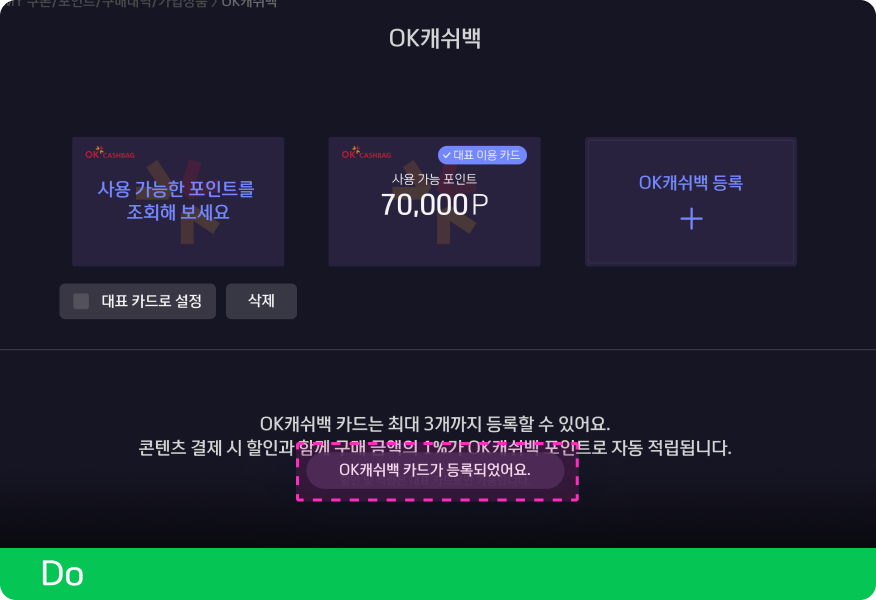 MY 쿠폰/포인트/구매내역/가입상품 > OK캐쉬백
OK캐쉬백
OK CASHBAG
사용 가능한 포인트를
조회해 보세요
OK CASHBAG
대표 이용 카드
사용 가능 포인트
70,000P
OK캐쉬백 등록
+
대표 카드로 설정
삭제
OK캐쉬백 카드는 최대 3개까지 등록할 수 있어요.
콘텐츠 결제 시 할인과 함께 구매 금액의 1%가 OK캐쉬백 포인트로 자동 적립됩니다.
OK캐쉬백 카드가 등록되었어요.
Do